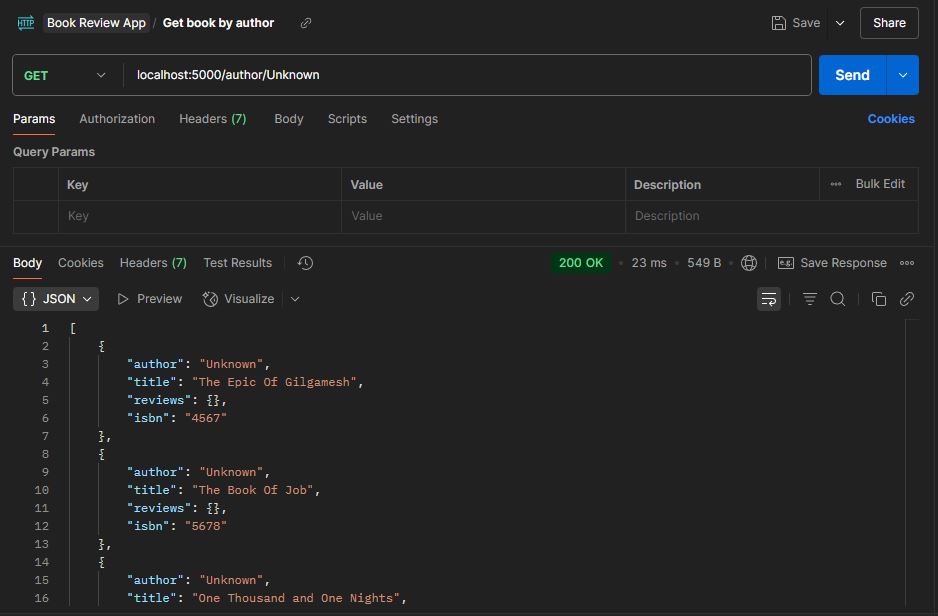 HTTP Book Review App / Get book by author
Save
Share
GET localhost:5000/author/Unknown Send
Params Authorization Headers (7) Body Scripts Settings Cookies
Query Params
Key Value Description ••• Bulk Edit
Key Value Description
Body Cookies Headers (7) Test Results 200 OK • 23 ms • 549 B • e.g. Save Response •••
{} JSON Preview Visualize
1 [
2 {
3 "author": "Unknown",
4 "title": "The Epic Of Gilgamesh",
5 "reviews": {},
6 "isbn": "4567"
7 },
8 {
9 "author": "Unknown",
10 "title": "The Book Of Job",
11 "reviews": {},
12 "isbn": "5678"
13 },
14 {
15 "author": "Unknown",
16 "title": "One Thousand and One Nights",